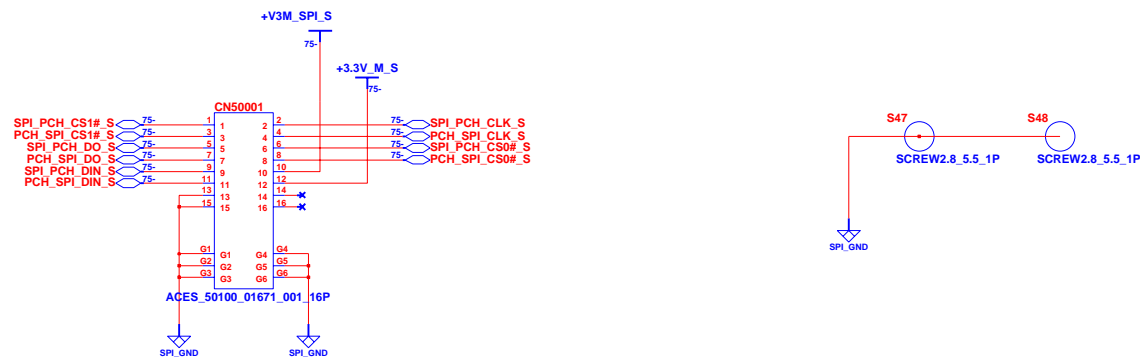 +V3M_SPI_S
75-
+3.3V_M_S
75-
CN50001
SPI_PCH_CS1#_S 75- 1 1 2 2 75- SPI_PCH_CLK_S
PCH_SPI_CS1#_S 75- 3 3 4 4 75- PCH_SPI_CLK_S
SPI_PCH_DO_S 75- 5 5 6 6 75- SPI_PCH_CS0#_S
PCH_SPI_DO_S 75- 7 7 8 8 75- PCH_SPI_CS0#_S
SPI_PCH_DIN_S 75- 9 9 10 10
PCH_SPI_DIN_S 75- 11 11 12 12
13 13 14 14
15 15 16 16
G1 G1 G4 G4
G2 G2 G5 G5
G3 G3 G6 G6
ACES_50100_01671_001_16P
SPI_GND
SPI_GND
S47
SCREW2.8_5.5_1P
S48
SCREW2.8_5.5_1P
SPI_GND